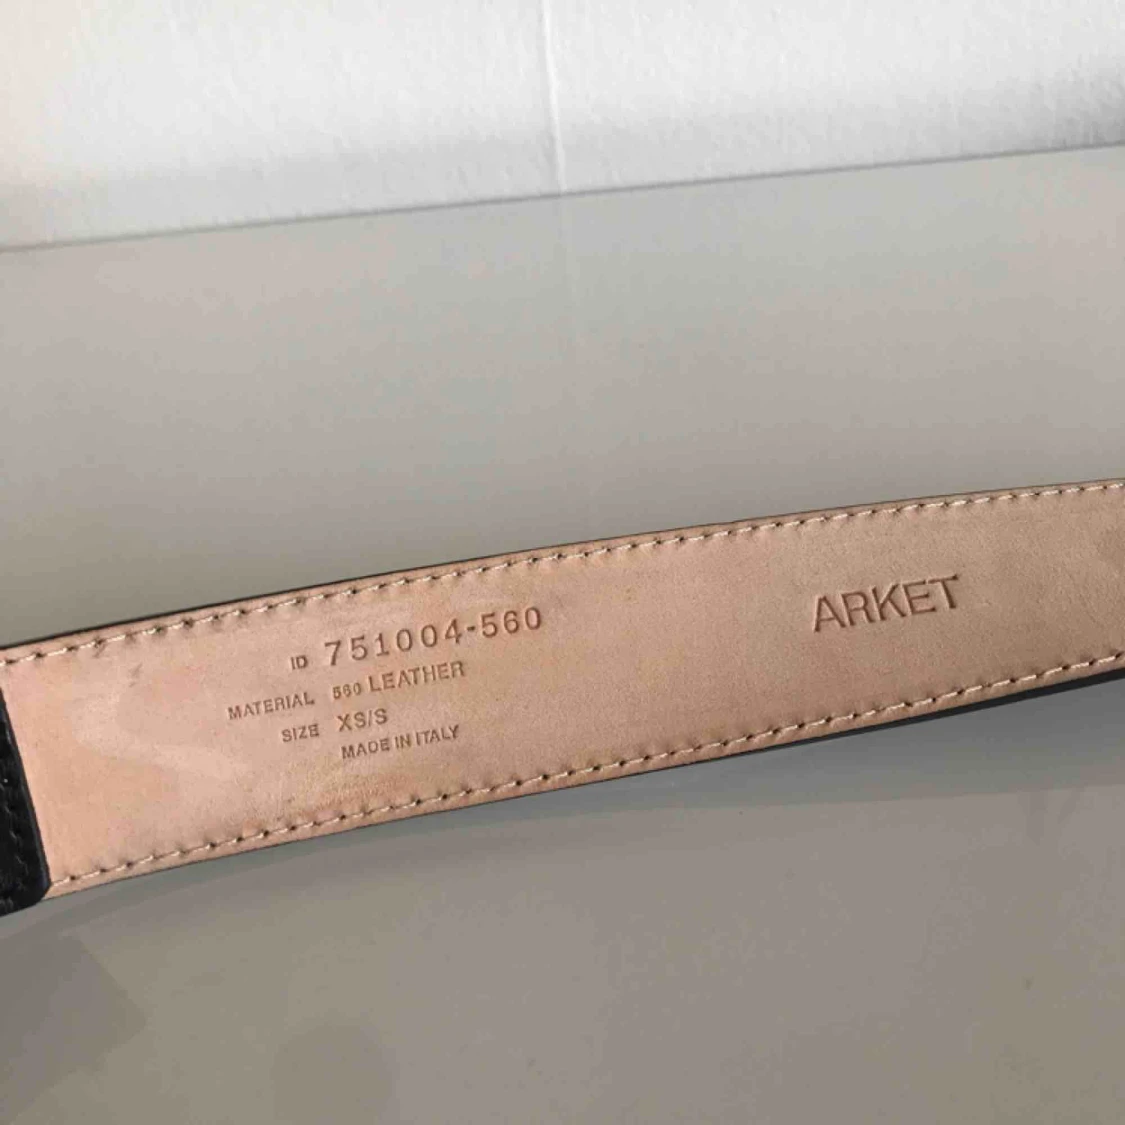 ID 751004-560
MATERIAL 560 LEATHER
SIZE XS/S
MADE IN ITALY
ARKET